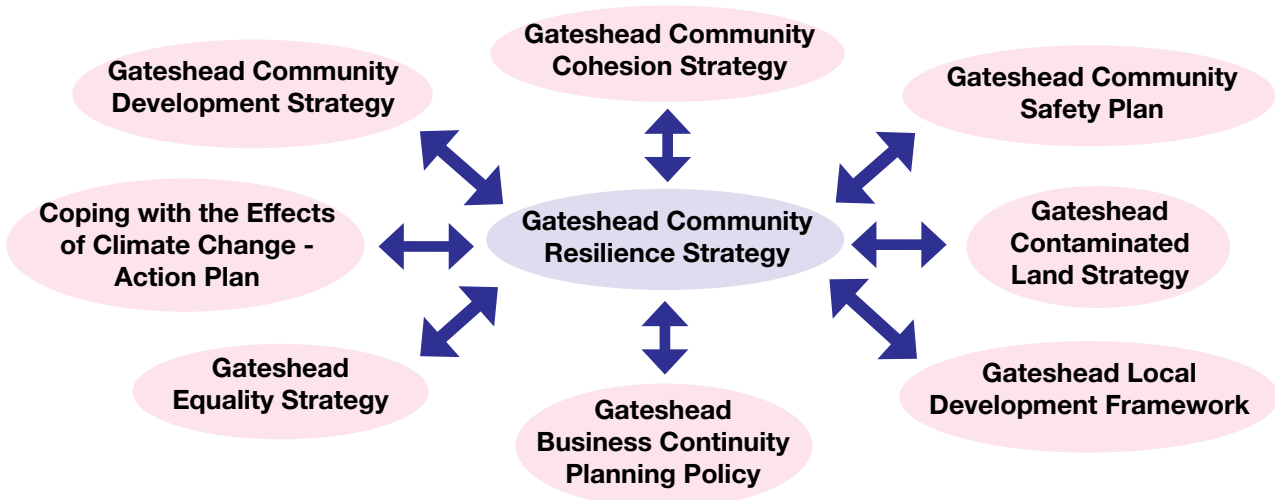 Gateshead Community
Cohesion Strategy
Gateshead Community
Development Strategy
Gateshead Community
Safety Plan
Coping with the Effects
of Climate Change -
Action Plan
Gateshead Community
Resilience Strategy
Gateshead
Contaminated
Land Strategy
Gateshead
Equality Strategy
Gateshead
Business Continuity
Planning Policy
Gateshead Local
Development Framework